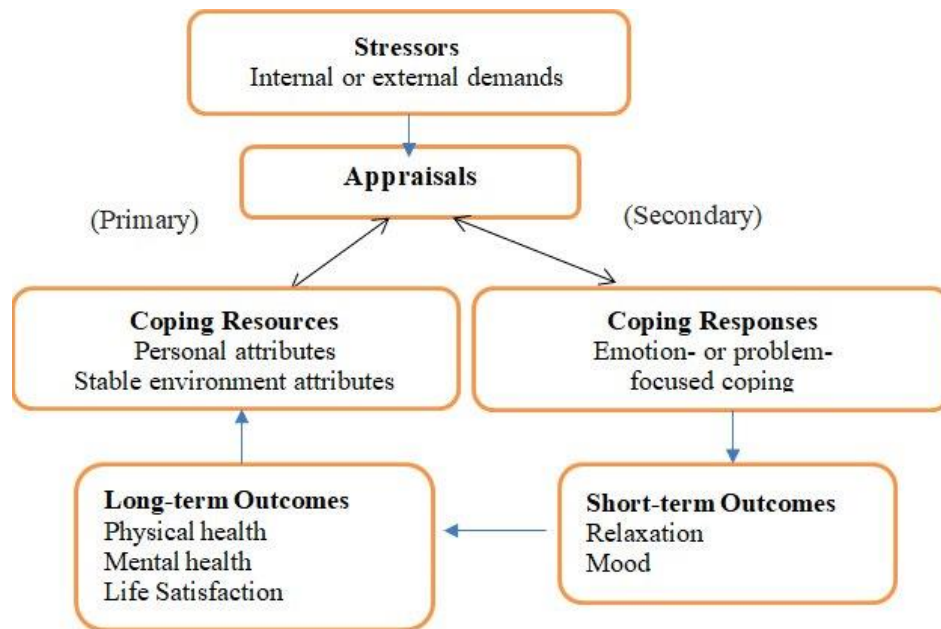 Stressors
Internal or external demands
Appraisals
(Primary)
(Secondary)
Coping Resources
Personal attributes
Stable environment attributes
Coping Responses
Emotion- or problem-
focused coping
Long-term Outcomes
Physical health
Mental health
Life Satisfaction
Short-term Outcomes
Relaxation
Mood